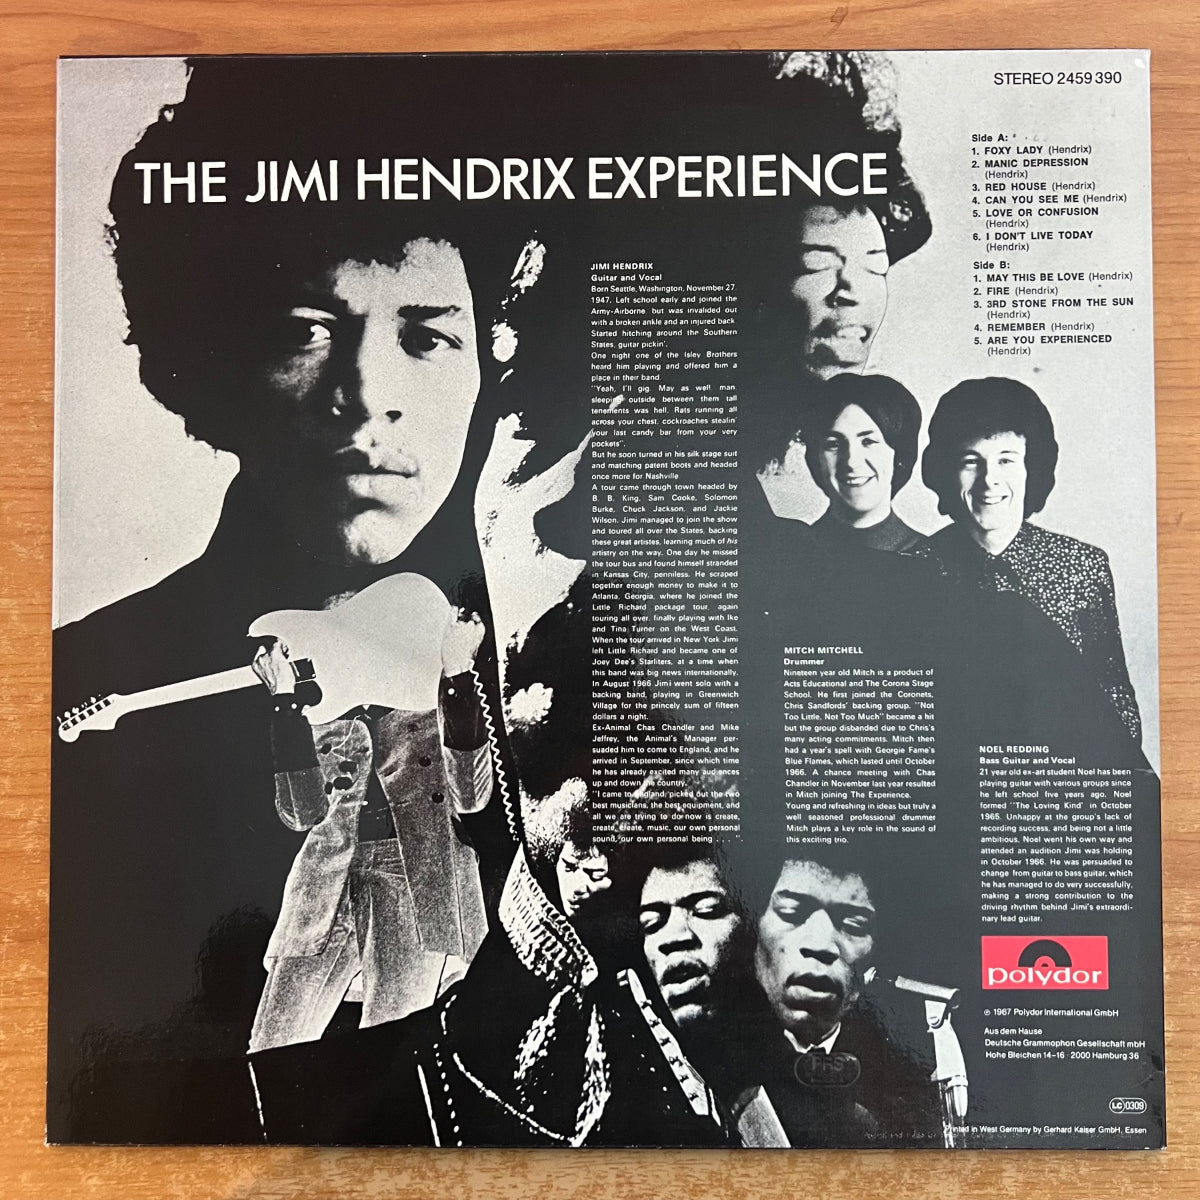 STEREO 2459 390
THE JIMI HENDRIX EXPERIENCE
Side A:
1. FOXY LADY (Hendrix)
2. MANIC DEPRESSION
(Hendrix)
3. RED HOUSE (Hendrix)
4. CAN YOU SEE ME (Hendrix)
5. LOVE OR CONFUSION
(Hendrix)
6. I DON'T LIVE TODAY
(Hendrix)
Side B:
1. MAY THIS BE LOVE (Hendrix)
2. FIRE (Hendrix)
3. 3RD STONE FROM THE SUN
(Hendrix)
4. REMEMBER (Hendrix)
5. ARE YOU EXPERIENCED
(Hendrix)
JIMI HENDRIX
Guitar and Vocal
Born Seattle, Washington, November 27
1947. Left school early and joined the
Army-Airborne but was invalided out
with a broken ankle and an injured back.
Started hitching around the Southern
States, guitar pickin'.
One night one of the Isley Brothers
heard him playing and offered him a
place in their band.
"Yeah, I'll gig. May as well man,
sleeping outside between them tall
tenements was hell. Rats running all
across your chest, cockroaches stealin'
your last candy bar from your very
pockets".
But he soon turned in his silk stage suit
and matching patent boots and headed
once more for Nashville.
A tour came through town headed by
B. B. King, Sam Cooke, Solomon
Burke, Chuck Jackson, and Jackie
Wilson. Jimi managed to join the show
and toured all over the States, backing
these great artistes, learning much of his
artistry on the way. One day he missed
the tour bus and found himself stranded
in Kansas City, penniless. He scraped
together enough money to make it to
Atlanta, Georgia, where he joined the
Little Richard package tour, again
touring all over, finally playing with Ike
and Tina Turner on the West Coast.
When the tour arrived in New York Jimi
left Little Richard and became one of
Joey Dee's Starliters, at a time when
this band was big news internationally.
In August 1966 Jimi went solo with a
backing band, playing in Greenwich
Village for the princely sum of fifteen
dollars a night.
Ex-Animal Chas Chandler and Mike
Jeffrey, the Animal's Manager per-
suaded him to come to England, and he
arrived in September, since which time
he has already excited many audiences
up and down the country.
"I came to England, picked out the two
best musicians, the best equipment, and
all we are trying to do now is create,
create, create, music, our own personal
sound, our own personal being . . . ".
MITCH MITCHELL
Drummer
Nineteen year old Mitch is a product of
Acts Educational and The Corona Stage
School. He first joined the Coronets,
Chris Sandfords' backing group. "Not
Too Little, Not Too Much" became a hit
but the group disbanded due to Chris's
many acting commitments. Mitch then
had a year's spell with Georgie Fame's
Blue Flames, which lasted until October
1966. A chance meeting with Chas
Chandler in November last year resulted
in Mitch joining The Experience.
Young and refreshing in ideas but truly a
well seasoned professional drummer
Mitch plays a key role in the sound of
this exciting trio.
NOEL REDDING
Bass Guitar and Vocal
21 year old ex-art student Noel has been
playing guitar with various groups since
he left school five years ago. Noel
formed "The Loving Kind' in October
1965. Unhappy at the group's lack of
recording success, and being not a little
ambitious, Noel went his own way and
attended an audition Jimi was holding
in October 1966. He was persuaded to
change from guitar to bass guitar, which
he has managed to do very successfully,
making a strong contribution to the
driving rhythm behind Jimi's extraordi-
nary lead guitar.
polydor
℗ 1967 Polydor International GmbH
Aus dem Hause
Deutsche Grammophon Gesellschaft mbH
Hohe Bleichen 14-16 · 2000 Hamburg 36
LC 0309
Printed in West Germany by Gerhard Kaiser GmbH, Essen